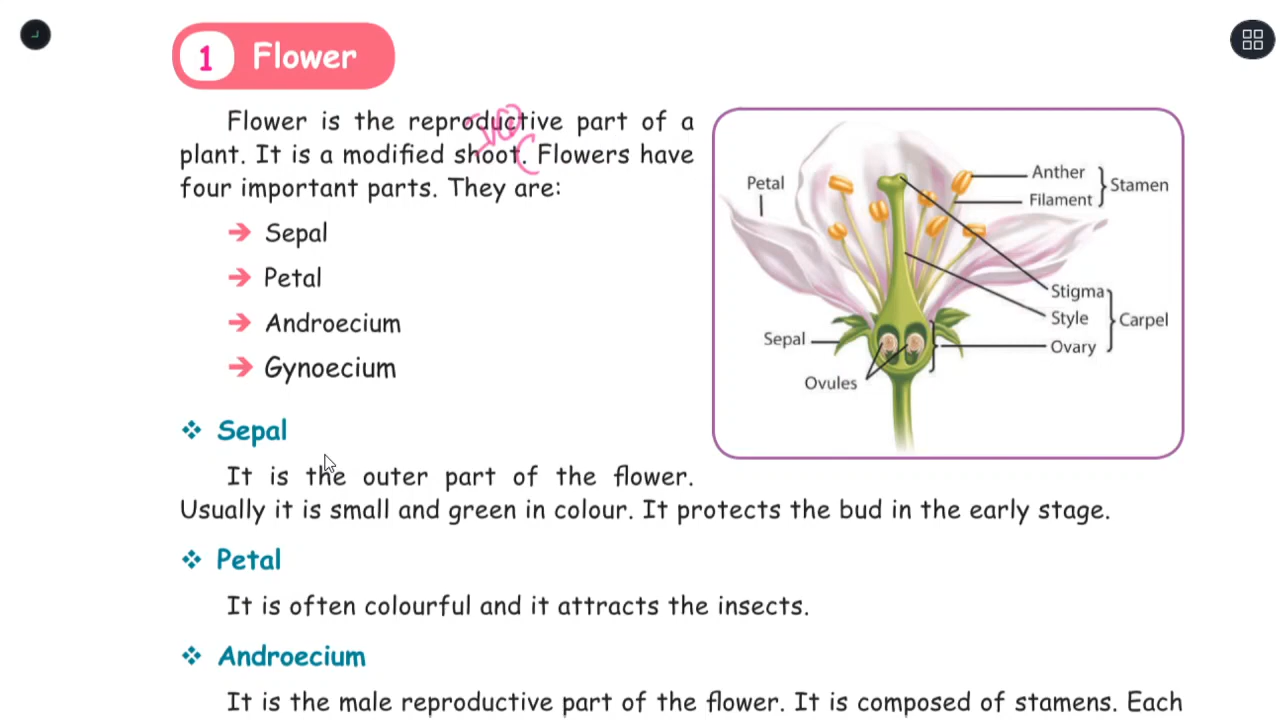 1 Flower
Flower is the reproductive part of a
plant. It is a modified shoot. Flowers have
four important parts. They are:
➔ Sepal
➔ Petal
➔ Androecium
➔ Gynoecium
Petal
Anther
Filament
Stamen
Stigma
Style
Ovary
Carpel
Sepal
Ovules
❖ Sepal
It is the outer part of the flower.
Usually it is small and green in colour. It protects the bud in the early stage.
❖ Petal
It is often colourful and it attracts the insects.
❖ Androecium
It is the male reproductive part of the flower. It is composed of stamens. Each